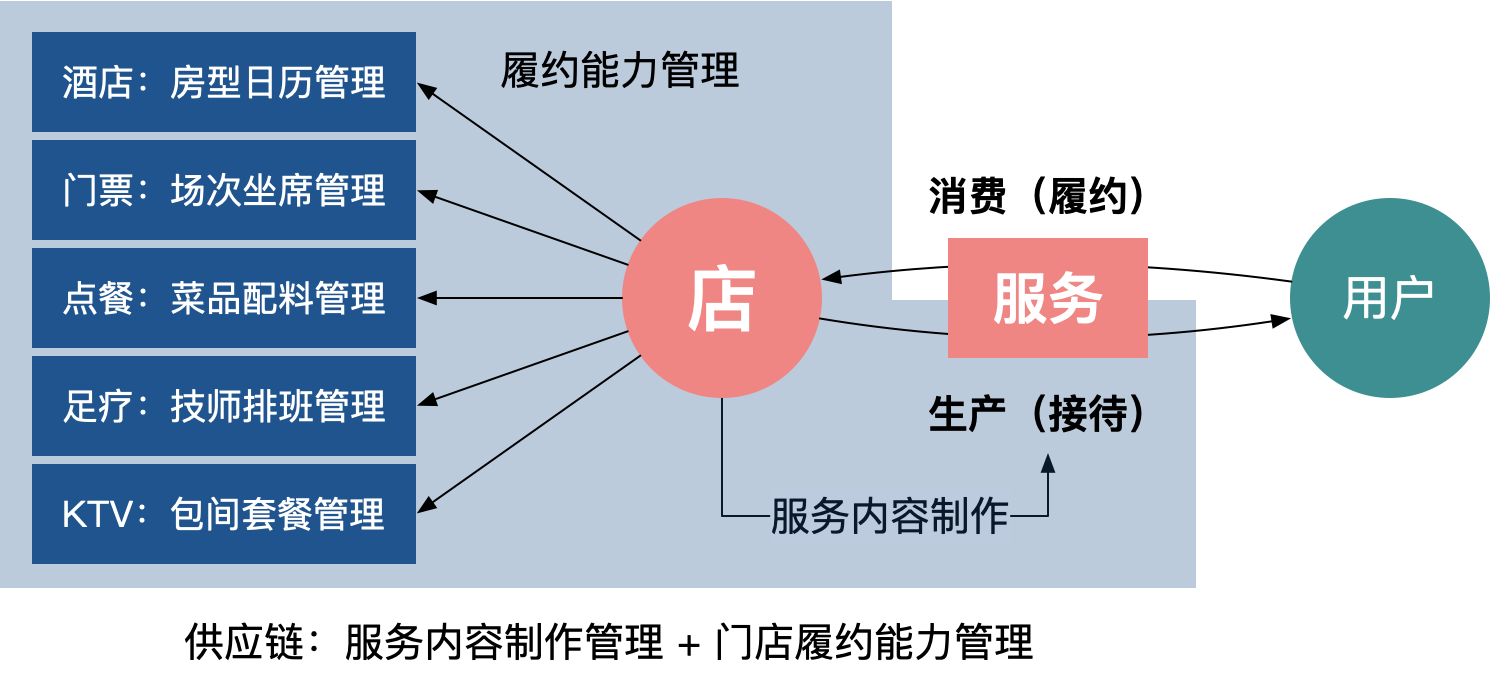 履约能力管理
酒店：房型日历管理
门票：场次坐席管理
点餐：菜品配料管理
足疗：技师排班管理
KTV：包间套餐管理
店
消费（履约）
服务
用户
生产（接待）
服务内容制作
供应链：服务内容制作管理 + 门店履约能力管理